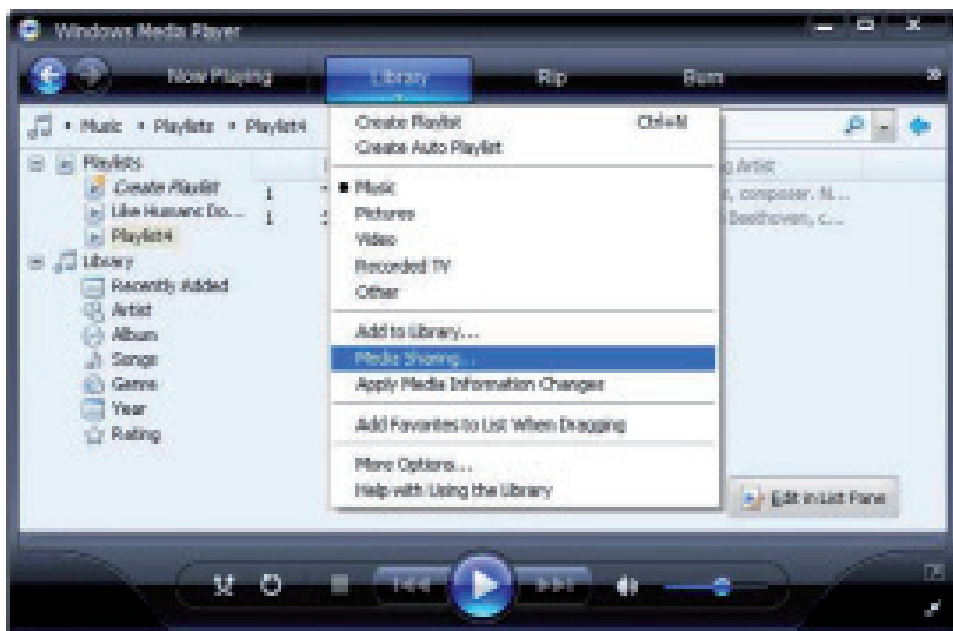 Windows Media Player
Now Playing Library Rip Burn »
Music • Playlists • Playlist4
Playlists
Create Playlist
Like Humans Do...
Playlist4
Library
Recently Added
Artist
Album
Songs
Genre
Year
Rating
Create Playlist Ctrl+N
Create Auto Playlist
Music
Pictures
Video
Recorded TV
Other
Add to Library...
Media Sharing...
Apply Media Information Changes
Add Favorites to List When Dragging
More Options...
Help with Using the Library
Artist
, composer. N...
Beethoven, c...
Edit in List Pane